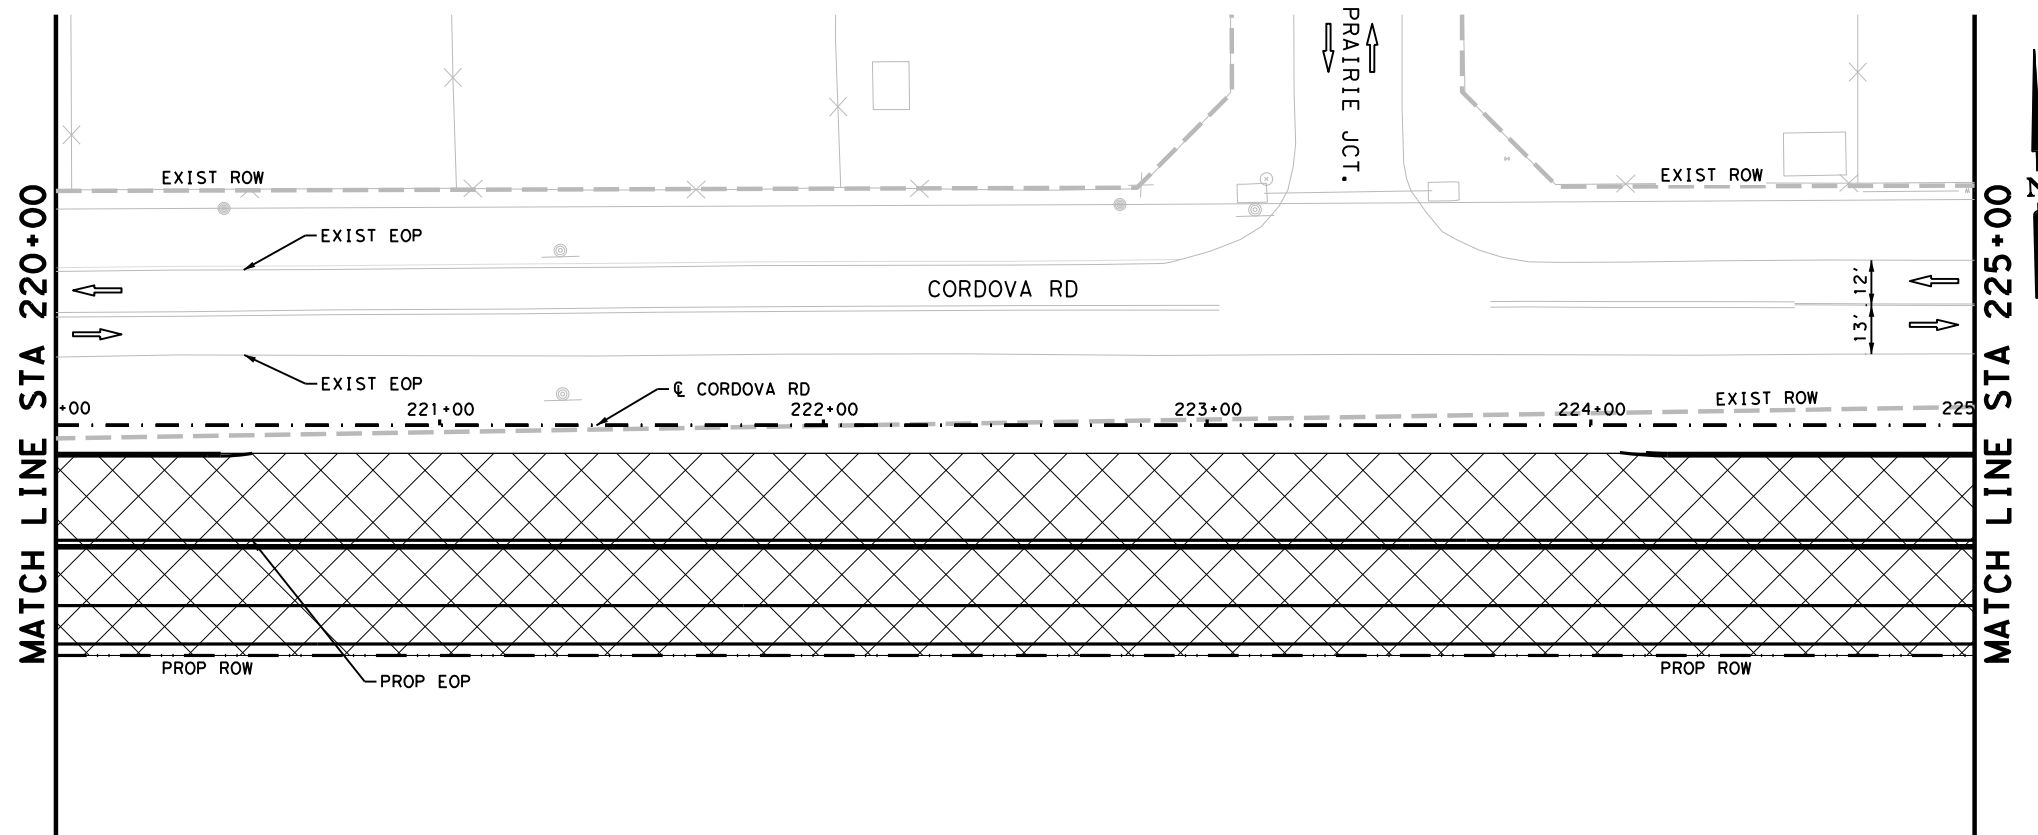 PRAIRIE JCT.
EXIST ROW
EXIST ROW
EXIST EOP
CORDOVA RD
12'
13'
EXIST EOP
℄ CORDOVA RD
EXIST ROW
+00
221+00
222+00
223+00
224+00
225
MATCH LINE STA 220+00
MATCH LINE STA 225+00
PROP ROW
PROP EOP
PROP ROW
N